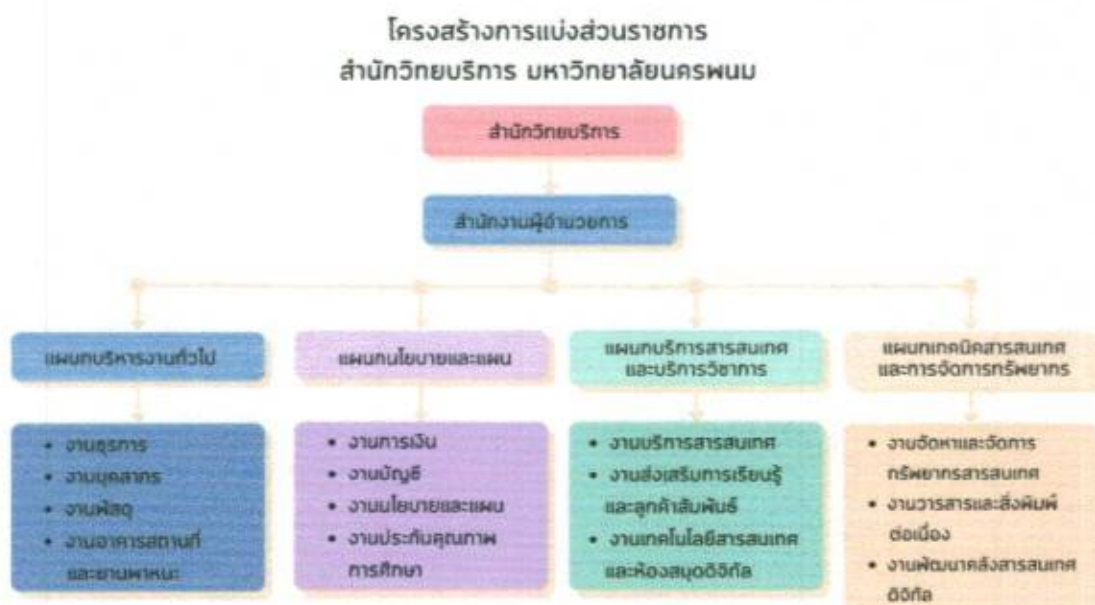 โครงสร้างการแบ่งส่วนราชการ
สำนักวิทยบริการ มหาวิทยาลัยนครพนม
สำนักวิทยบริการ
สำนักงานผู้อำนวยการ
แผนกบริหารงานทั่วไป
แผนกนโยบายและแผน
แผนกบริการสารสนเทศ
และบริการวิชาการ
แผนกเทคนิคสารสนเทศ
และการจัดการทรัพยากร
• งานธุรการ
• งานบุคลากร
• งานพัสดุ
• งานอาคารสถานที่
และยานพาหนะ
• งานการเงิน
• งานบัญชี
• งานนโยบายและแผน
• งานประกันคุณภาพ
การศึกษา
• งานบริการสารสนเทศ
• งานส่งเสริมการเรียนรู้
และลูกค้าสัมพันธ์
• งานเทคโนโลยีสารสนเทศ
และห้องสมุดดิจิทัล
• งานจัดหาและจัดการ
ทรัพยากรสารสนเทศ
• งานวารสารและสิ่งพิมพ์
ต่อเนื่อง
• งานพัฒนาคลังสารสนเทศ
ดิจิทัล